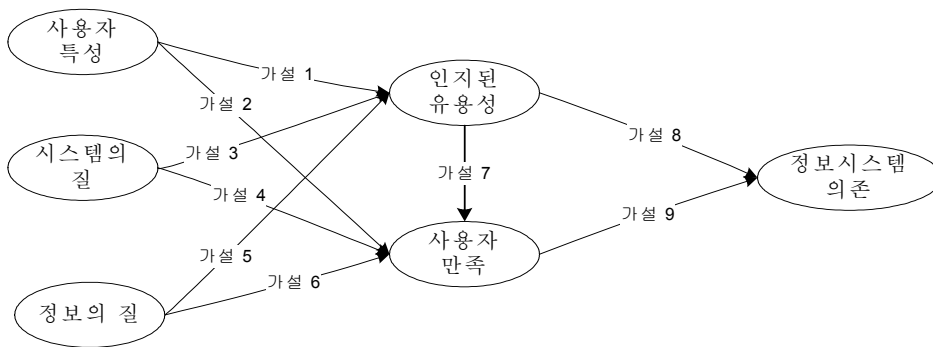 사용자
특성
가설 1
인지된
유용성
가설 2
가설 8
시스템의
질
가설 3
가설 7
정보시스템
의존
가설 4
가설 9
가설 5
사용자
만족
가설 6
정보의 질